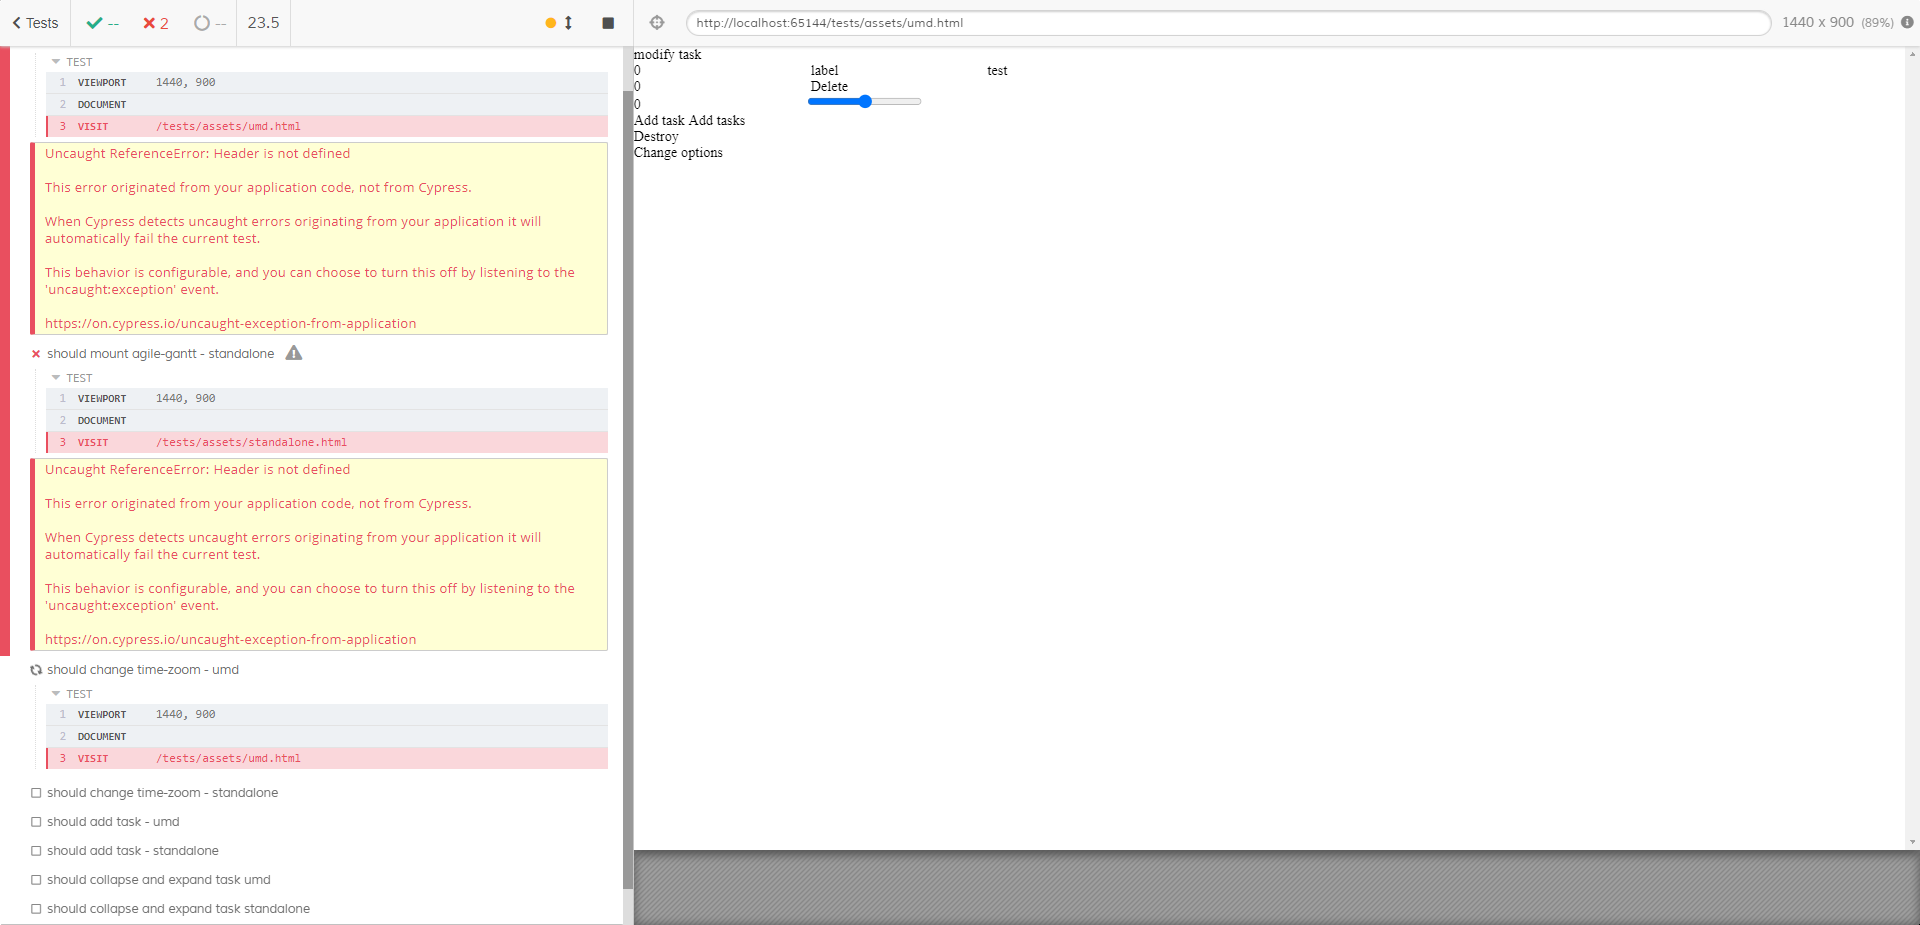 Tests -- 2 -- 23.5
http://localhost:65144/tests/assets/umd.html 1440 x 900 (89%)
TEST
1 VIEWPORT 1440, 900
2 DOCUMENT
3 VISIT /tests/assets/umd.html
Uncaught ReferenceError: Header is not defined
This error originated from your application code, not from Cypress.
When Cypress detects uncaught errors originating from your application it will
automatically fail the current test.
This behavior is configurable, and you can choose to turn this off by listening to the
'uncaught:exception' event.
https://on.cypress.io/uncaught-exception-from-application
should mount agile-gantt - standalone
TEST
1 VIEWPORT 1440, 900
2 DOCUMENT
3 VISIT /tests/assets/standalone.html
Uncaught ReferenceError: Header is not defined
This error originated from your application code, not from Cypress.
When Cypress detects uncaught errors originating from your application it will
automatically fail the current test.
This behavior is configurable, and you can choose to turn this off by listening to the
'uncaught:exception' event.
https://on.cypress.io/uncaught-exception-from-application
should change time-zoom - umd
TEST
1 VIEWPORT 1440, 900
2 DOCUMENT
3 VISIT /tests/assets/umd.html
should change time-zoom - standalone
should add task - umd
should add task - standalone
should collapse and expand task umd
should collapse and expand task standalone
modify task
0 label test
0 Delete
0
Add task Add tasks
Destroy
Change options